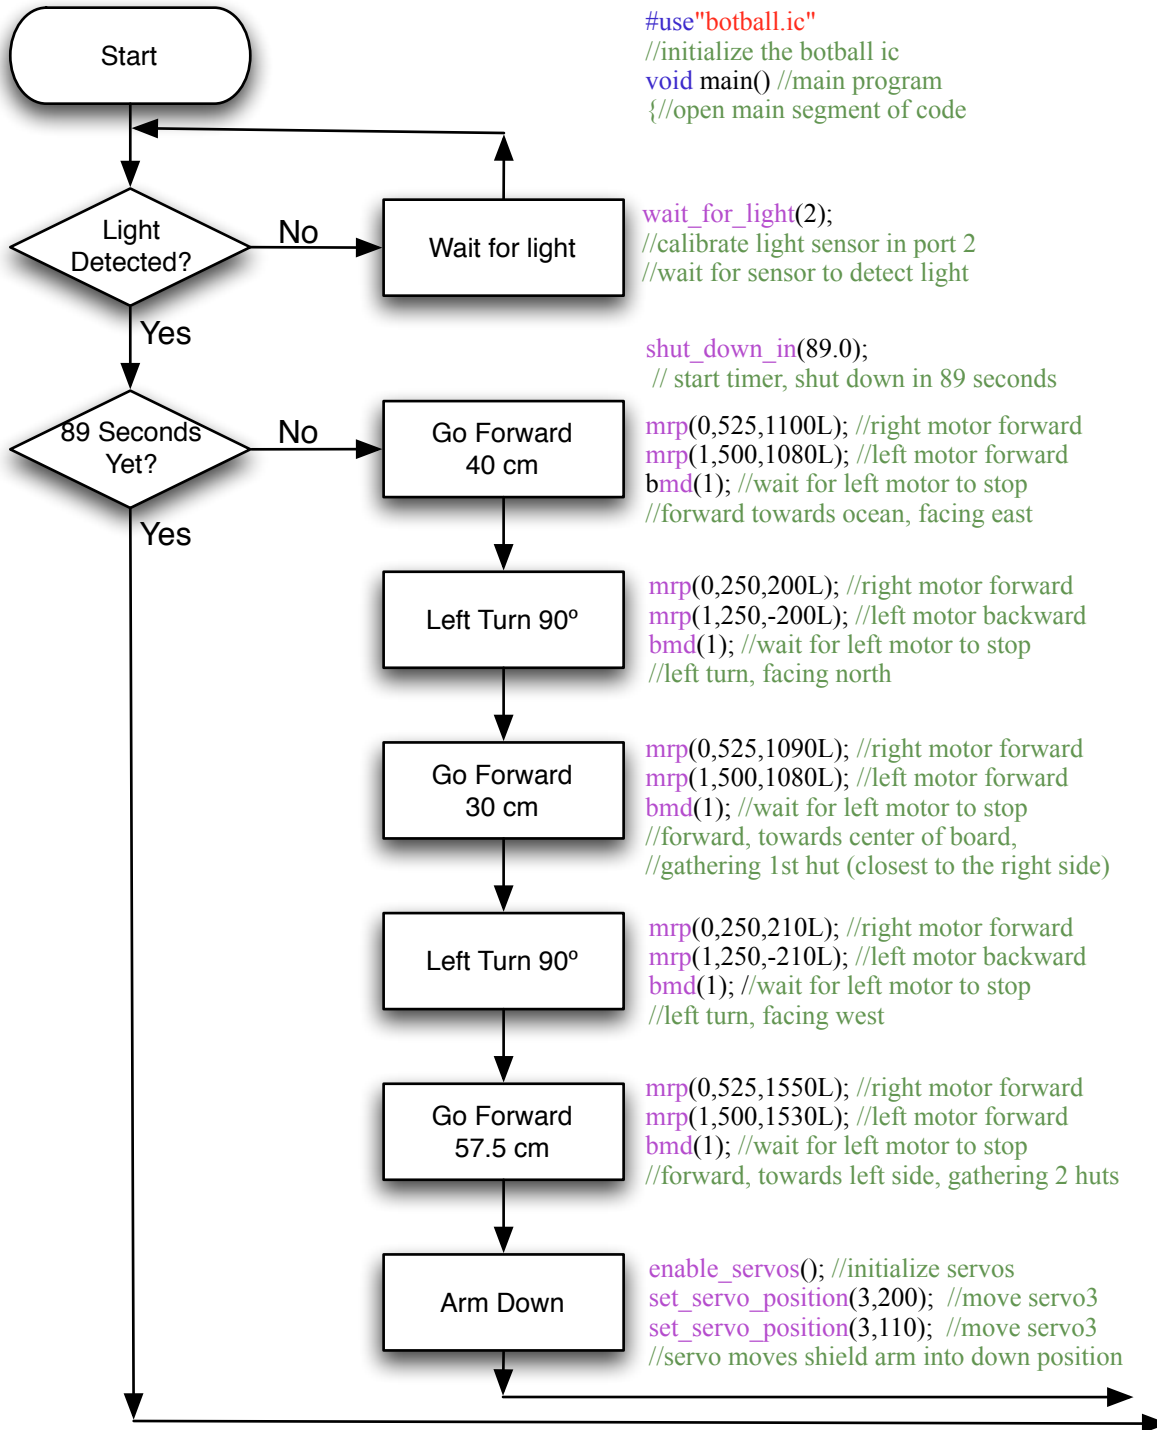 Start
#use"botball.ic"
//initialize the botball ic
void main() //main program
{//open main segment of code
Light
Detected?
No
Wait for light
wait_for_light(2);
//calibrate light sensor in port 2
//wait for sensor to detect light
Yes
shut_down_in(89.0);
// start timer, shut down in 89 seconds
89 Seconds
Yet?
No
Go Forward
40 cm
mrp(0,525,1100L); //right motor forward
mrp(1,500,1080L); //left motor forward
bmd(1); //wait for left motor to stop
//forward towards ocean, facing east
Yes
Left Turn 90º
mrp(0,250,200L); //right motor forward
mrp(1,250,-200L); //left motor backward
bmd(1); //wait for left motor to stop
//left turn, facing north
Go Forward
30 cm
mrp(0,525,1090L); //right motor forward
mrp(1,500,1080L); //left motor forward
bmd(1); //wait for left motor to stop
//forward, towards center of board,
//gathering 1st hut (closest to the right side)
Left Turn 90º
mrp(0,250,210L); //right motor forward
mrp(1,250,-210L); //left motor backward
bmd(1); //wait for left motor to stop
//left turn, facing west
Go Forward
57.5 cm
mrp(0,525,1550L); //right motor forward
mrp(1,500,1530L); //left motor forward
bmd(1); //wait for left motor to stop
//forward, towards left side, gathering 2 huts
Arm Down
enable_servos(); //initialize servos
set_servo_position(3,200); //move servo3
set_servo_position(3,110); //move servo3
//servo moves shield arm into down position